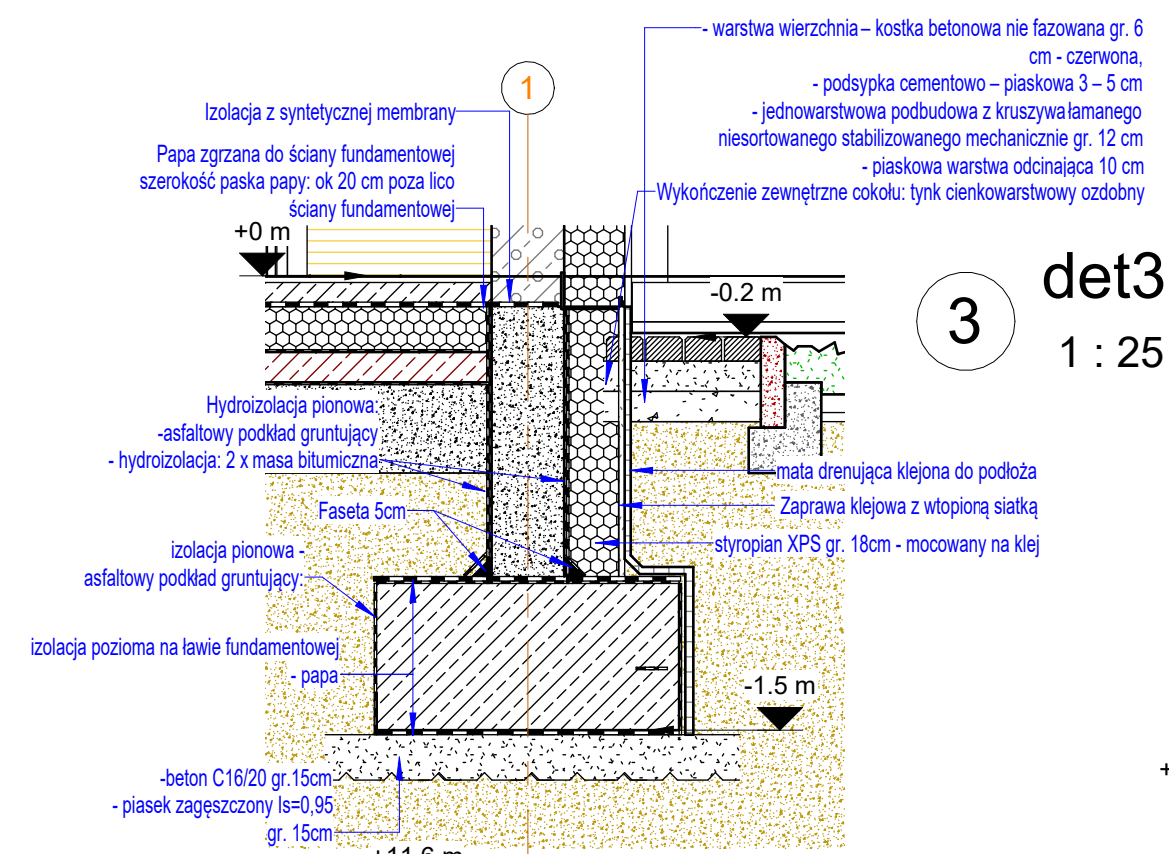 - warstwa wierzchnia – kostka betonowa nie fazowana gr. 6
cm - czerwona,
- podsypka cementowo – piaskowa 3 – 5 cm
- jednowarstwowa podbudowa z kruszywa łamanego
niesortowanego stabilizowanego mechanicznie gr. 12 cm
- piaskowa warstwa odcinająca 10 cm
Wykończenie zewnętrzne cokołu: tynk cienkowarstwowy ozdobny
1
Izolacja z syntetycznej membrany
Papa zgrzana do ściany fundamentowej
szerokość paska papy: ok 20 cm poza lico
ściany fundamentowej
+0 m
-0.2 m
3
det3
1 : 25
Hydroizolacja pionowa:
-asfaltowy podkład gruntujący
- hydroizolacja: 2 x masa bitumiczna
Faseta 5cm
mata drenująca klejona do podłoża
Zaprawa klejowa z wtopioną siatką
styropian XPS gr. 18cm - mocowany na klej
izolacja pionowa -
asfaltowy podkład gruntujący:
izolacja pozioma na ławie fundamentowej
- papa
-1.5 m
-beton C16/20 gr.15cm
- piasek zagęszczony Is=0,95
gr. 15cm
+11.6 m
+